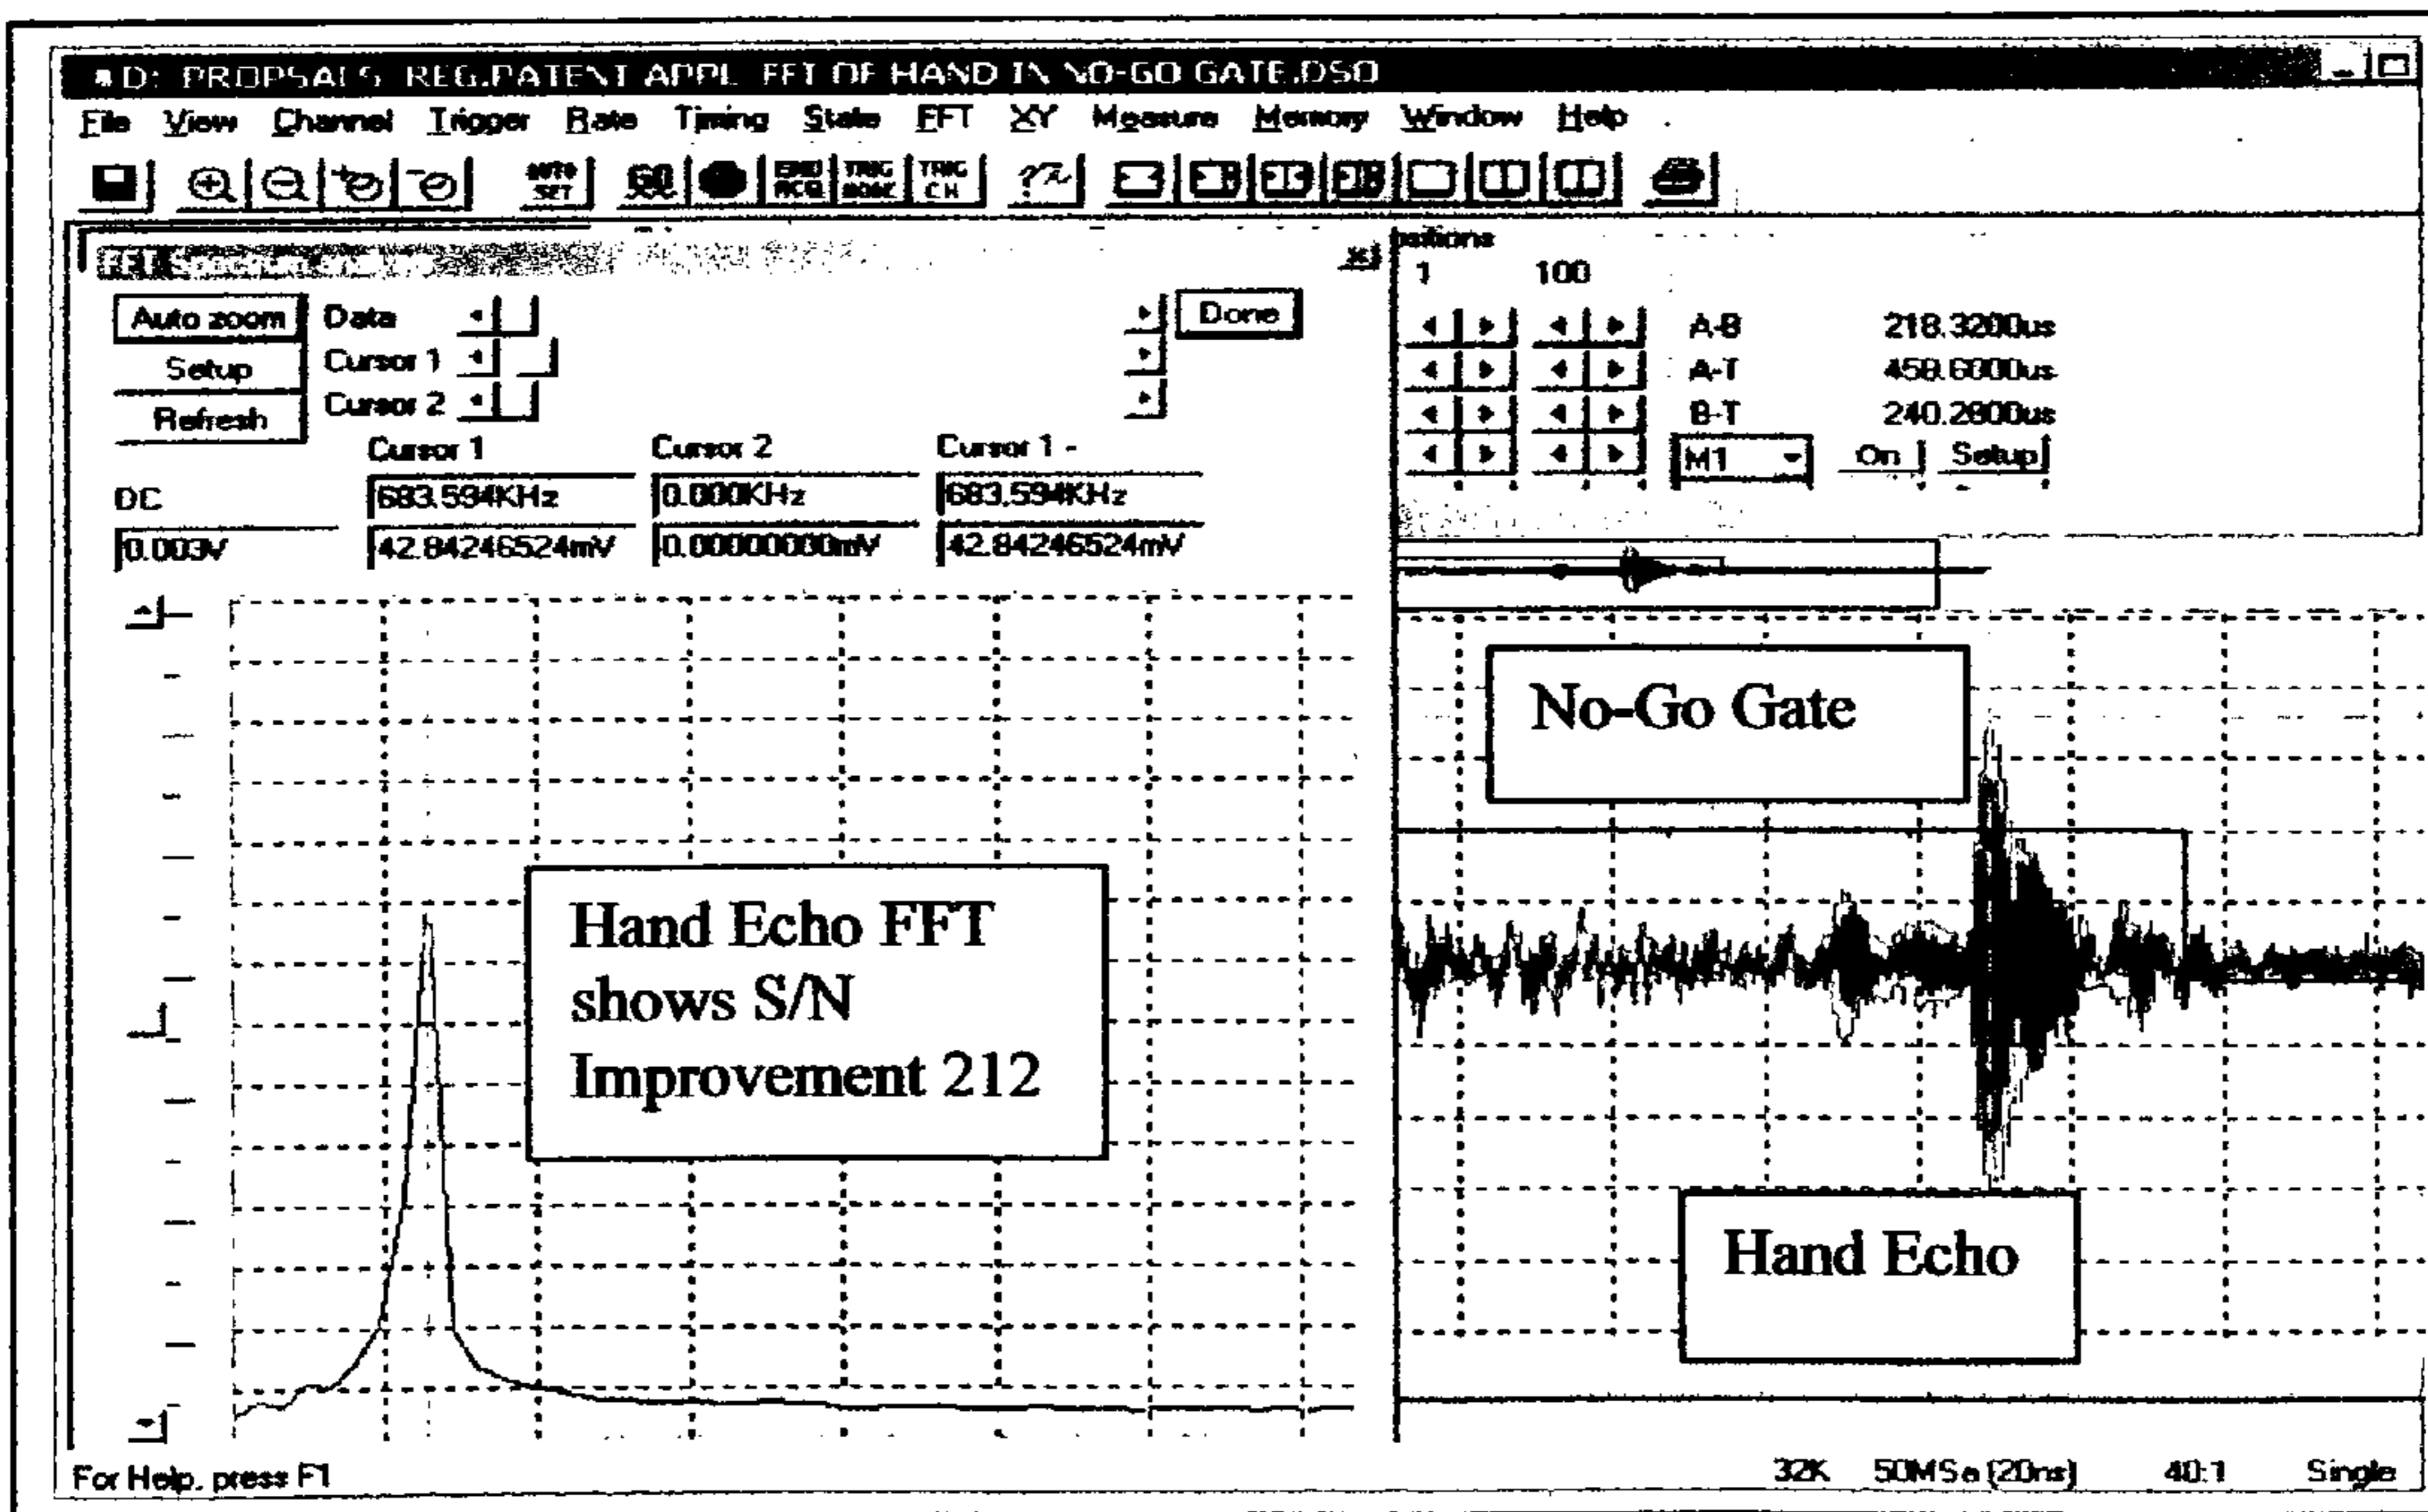 D: PROPSALS REG.PATENT APPL FFT OF HAND IN NO-GO GATE.DSO
File View Channel Trigger Rate Timing State FFT XY Measure Memory Window Help
AUTO SET GO END ACQ TRIG MODE TRIG CH
FFT
Auto zoom Data Done
Setup Cursor 1
Refresh Cursor 2
Cursor 1 Cursor 2 Cursor 1 -
DC 683.594KHz 0.000KHz 683.594KHz
0.003V 42.84246524mV 0.00000000mV 42.84246524mV
1 100
A-B 218.3200us
A-T 458.6000us
B-T 240.2800us
M1 On Setup
No-Go Gate
Hand Echo FFT
shows S/N
Improvement 212
Hand Echo
For Help, press F1 32K 50MSa (20ns) 40:1 Single